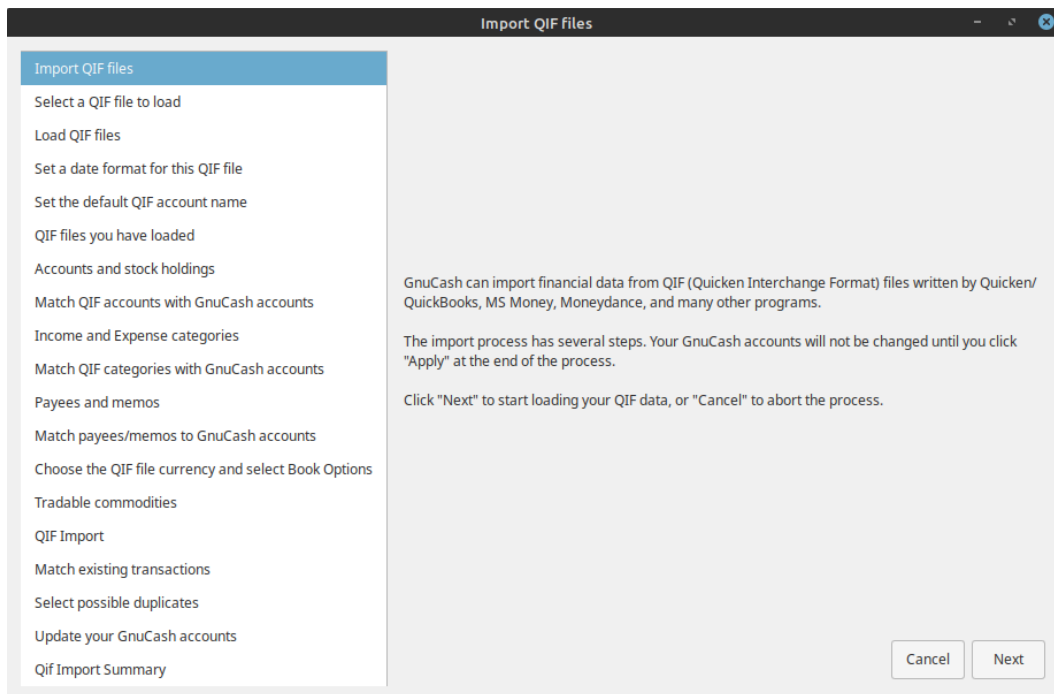 Import QIF files
Import QIF files
Select a QIF file to load
Load QIF files
Set a date format for this QIF file
Set the default QIF account name
QIF files you have loaded
Accounts and stock holdings
Match QIF accounts with GnuCash accounts
Income and Expense categories
Match QIF categories with GnuCash accounts
Payees and memos
Match payees/memos to GnuCash accounts
Choose the QIF file currency and select Book Options
Tradable commodities
QIF Import
Match existing transactions
Select possible duplicates
Update your GnuCash accounts
Qif Import Summary
GnuCash can import financial data from QIF (Quicken Interchange Format) files written by Quicken/
QuickBooks, MS Money, Moneydance, and many other programs.
The import process has several steps. Your GnuCash accounts will not be changed until you click
"Apply" at the end of the process.
Click "Next" to start loading your QIF data, or "Cancel" to abort the process.
Cancel
Next